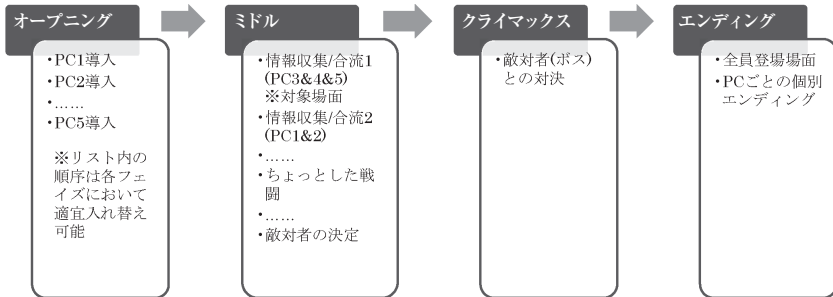 オープニング
・PC1導入
・PC2導入
・……
・PC5導入
※リスト内の
順序は各フェ
イズにおいて
適宜入れ替え
可能
ミドル
・情報収集/合流1
(PC3&4&5)
※対象場面
・情報収集/合流2
(PC1&2)
・……
・ちょっとした戦
闘
・……
・敵対者の決定
クライマックス
・敵対者(ボス)
との対決
エンディング
・全員登場場面
・PCごとの個別
エンディング